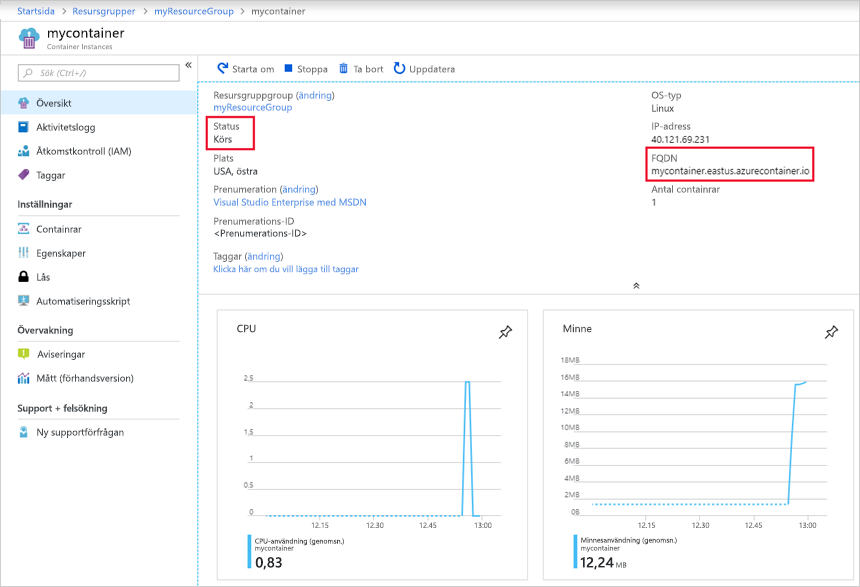 Startsida > Resursgrupper > myResourceGroup > mycontainer
mycontainer
Container Instances
Sök (Ctrl+/)
«
Översikt
Aktivitetslogg
Åtkomstkontroll (IAM)
Taggar
Inställningar
Containrar
Egenskaper
Lås
Automatiseringsskript
Övervakning
Aviseringar
Mått (förhandsversion)
Support + felsökning
Ny supportförfrågan
Starta om Stoppa Ta bort Uppdatera
Resursgruppgroup (ändring)
myResourceGroup
Status
Körs
Plats
USA, östra
Prenumeration (ändring)
Visual Studio Enterprise med MSDN
Prenumerations-ID
<Prenumerations-ID>
Taggar (ändring)
Klicka här om du vill lägga till taggar
OS-typ
Linux
IP-adress
40.121.69.231
FQDN
mycontainer.eastus.azurecontainer.io
Antal containrar
1
CPU
2,5
2
1,5
1
0,5
0
12.15 12.30 12.45 13:00
CPU-användning (genomsn.)
mycontainer
0,83
Minne
18MB
16MB
14MB
12MB
10MB
8MB
6MB
4MB
2MB
0B
12.15 12.30 12.45 13:00
Minnesanvändning (genomsn.)
mycontainer
12,24 MB